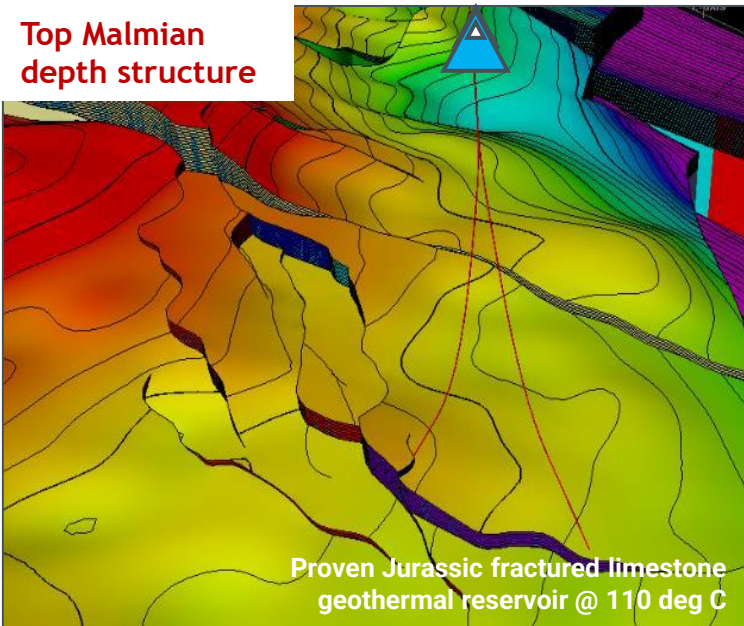 Top Malmian
depth structure
Proven Jurassic fractured limestone
geothermal reservoir @ 110 deg C